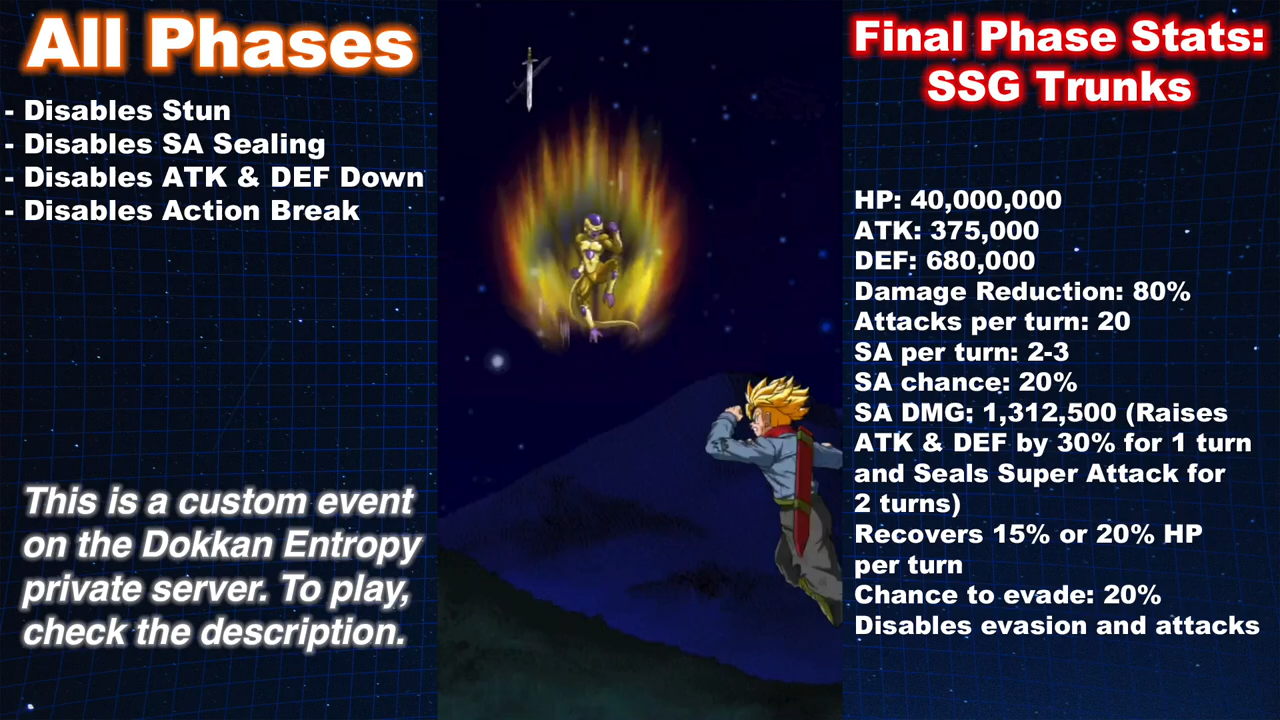 All Phases
- Disables Stun
- Disables SA Sealing
- Disables ATK & DEF Down
- Disables Action Break
This is a custom event
on the Dokkan Entropy
private server. To play,
check the description.
Final Phase Stats:
SSG Trunks
HP: 40,000,000
ATK: 375,000
DEF: 680,000
Damage Reduction: 80%
Attacks per turn: 20
SA per turn: 2-3
SA chance: 20%
SA DMG: 1,312,500 (Raises
ATK & DEF by 30% for 1 turn
and Seals Super Attack for
2 turns)
Recovers 15% or 20% HP
per turn
Chance to evade: 20%
Disables evasion and attacks